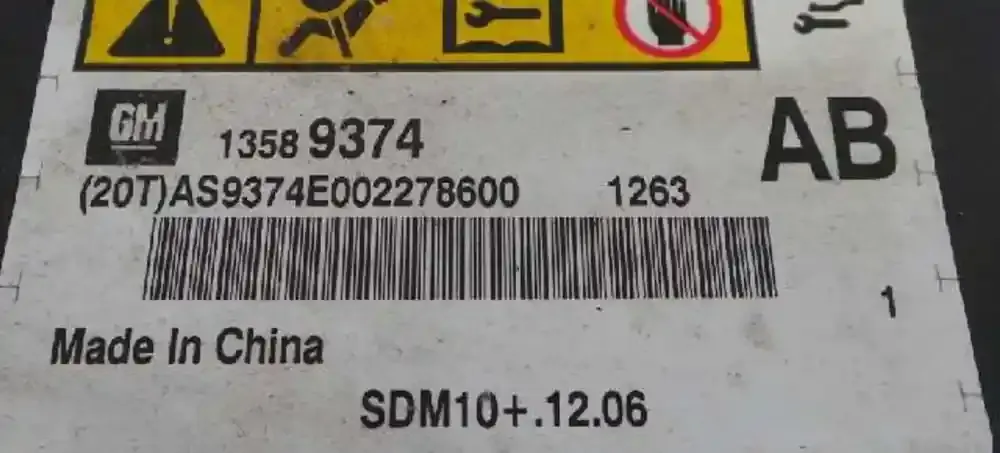 GM 1358 9374 AB
(20T)AS9374E002278600 1263
1
Made In China
SDM10+.12.06